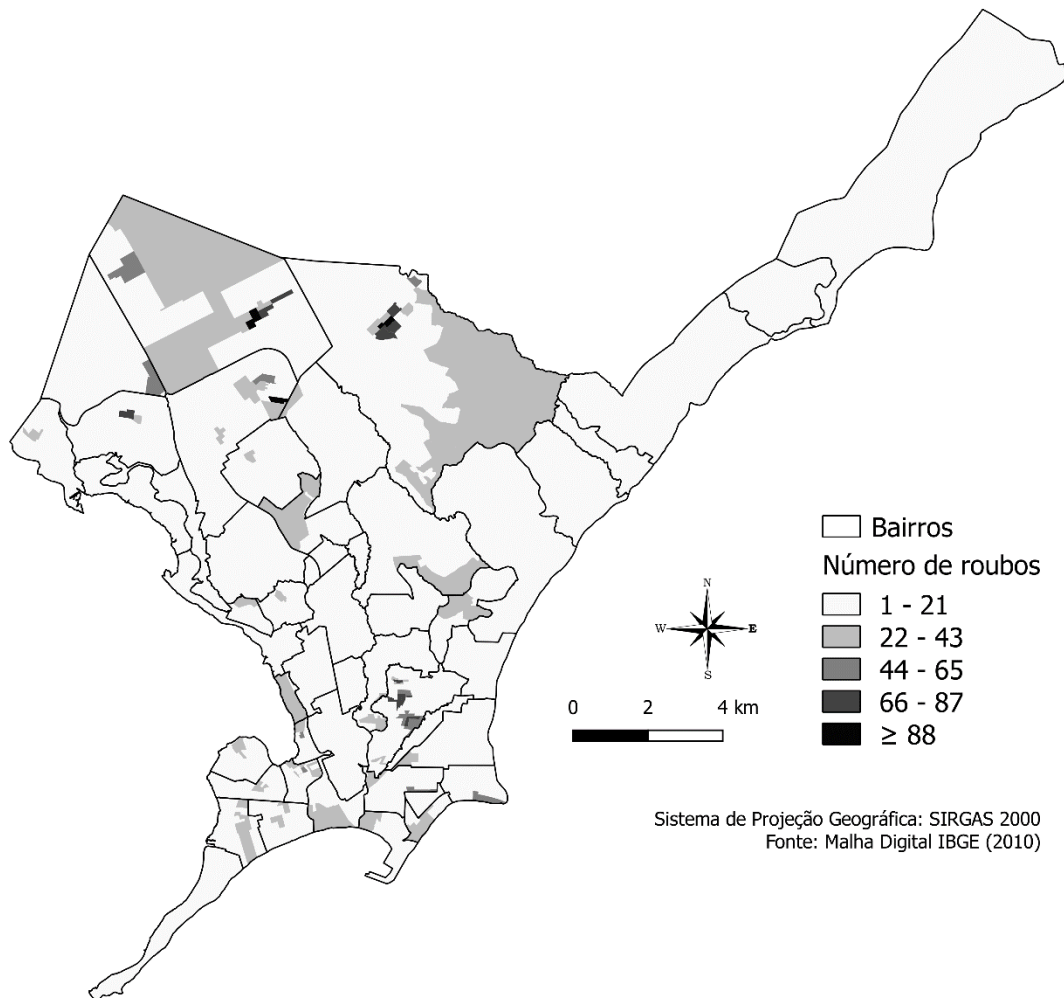 Bairros
Número de roubos
1 - 21
22 - 43
44 - 65
66 - 87
≥ 88
N
W
E
S
0 2 4 km
Sistema de Projeção Geográfica: SIRGAS 2000
Fonte: Malha Digital IBGE (2010)